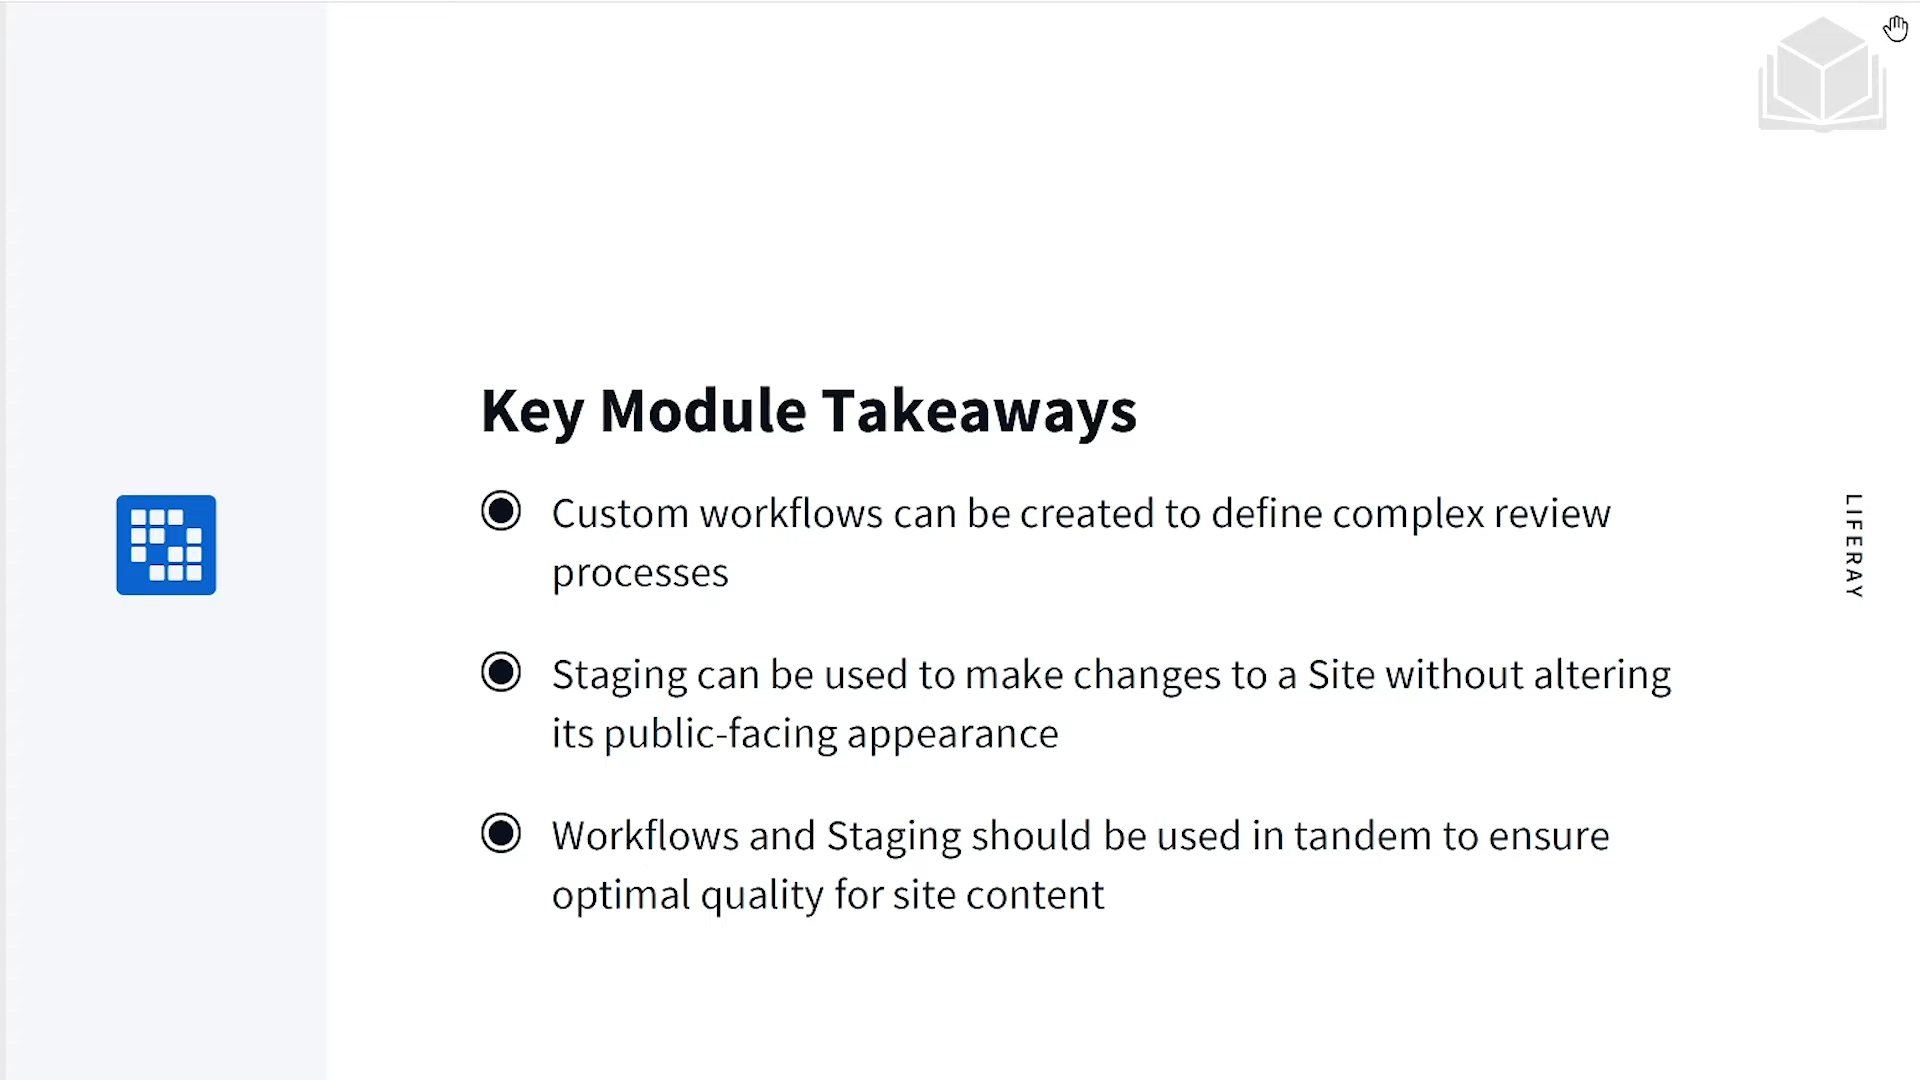 Key Module Takeaways
Custom workflows can be created to define complex review
processes
Staging can be used to make changes to a Site without altering
its public-facing appearance
Workflows and Staging should be used in tandem to ensure
optimal quality for site content
LIFERAY